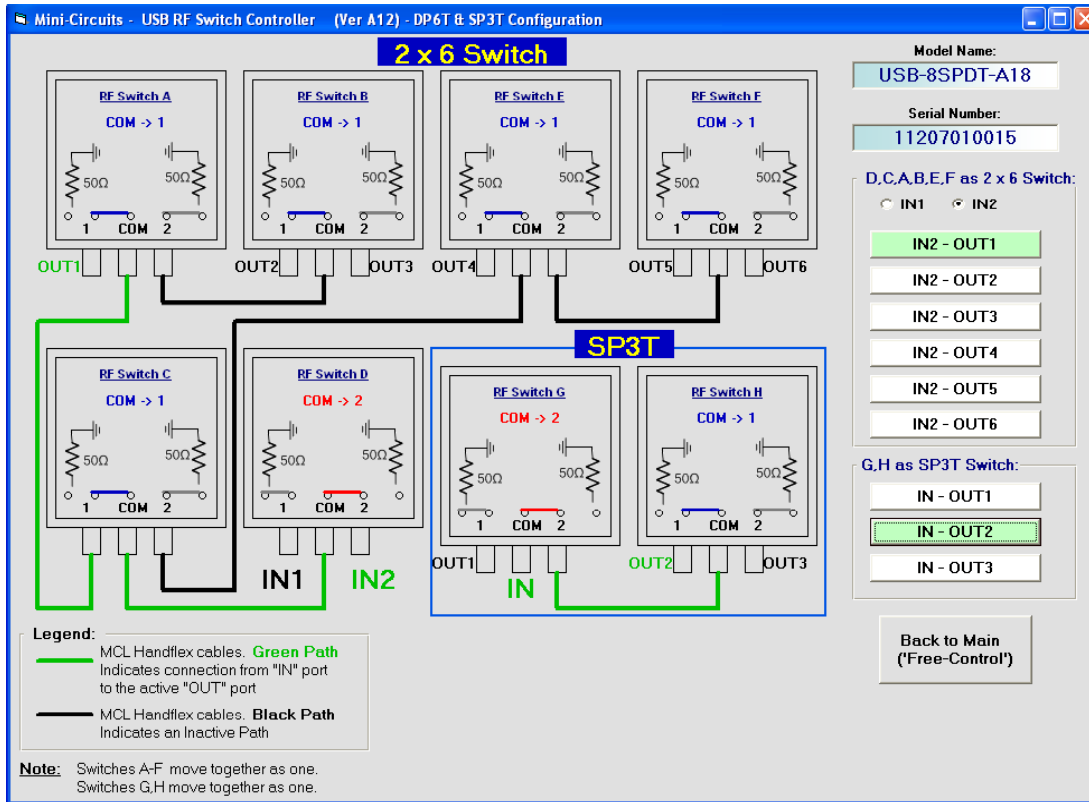 Mini-Circuits - USB RF Switch Controller (Ver A12) - DP6T & SP3T Configuration
2 x 6 Switch
RF Switch A
COM -> 1
50Ω
50Ω
1 COM 2
RF Switch B
COM -> 1
50Ω
50Ω
1 COM 2
RF Switch E
COM -> 1
50Ω
50Ω
1 COM 2
RF Switch F
COM -> 1
50Ω
50Ω
1 COM 2
OUT1
OUT2
OUT3
OUT4
OUT5
OUT6
SP3T
RF Switch C
COM -> 1
50Ω
50Ω
1 COM 2
RF Switch D
COM -> 2
50Ω
50Ω
1 COM 2
IN1
IN2
RF Switch G
COM -> 2
50Ω
50Ω
1 COM 2
RF Switch H
COM -> 1
50Ω
50Ω
1 COM 2
OUT1
IN
OUT2
OUT3
Legend:
MCL Handflex cables. Green Path
Indicates connection from "IN" port
to the active "OUT" port
MCL Handflex cables. Black Path
Indicates an Inactive Path
Note: Switches A-F move together as one.
Switches G,H move together as one.
Model Name:
USB-8SPDT-A18
Serial Number:
11207010015
D,C,A,B,E,F as 2 x 6 Switch:
IN1 IN2
IN2 - OUT1
IN2 - OUT2
IN2 - OUT3
IN2 - OUT4
IN2 - OUT5
IN2 - OUT6
G,H as SP3T Switch:
IN - OUT1
IN - OUT2
IN - OUT3
Back to Main
('Free-Control')